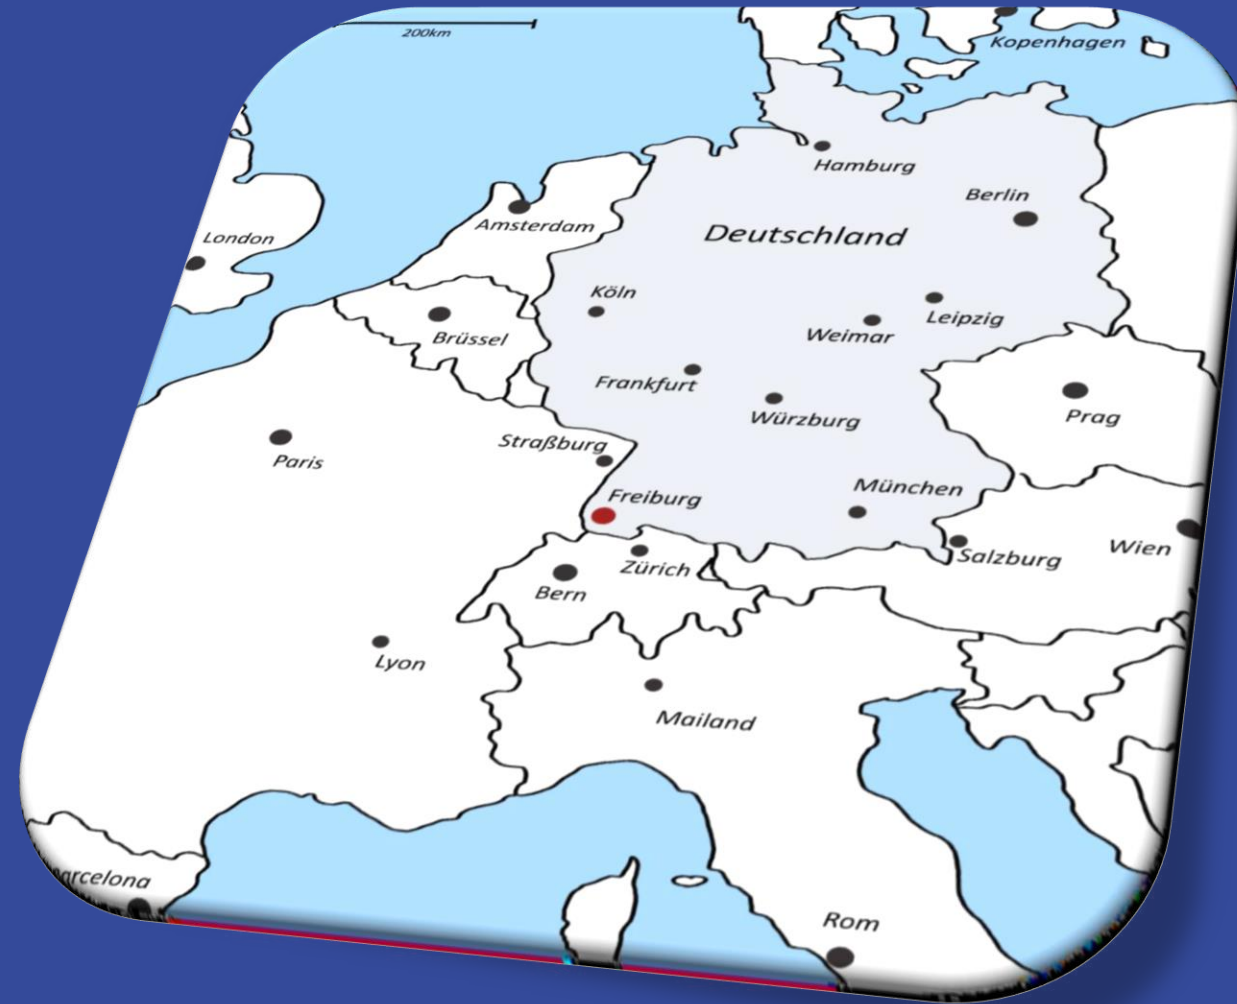 200km
Kopenhagen
Hamburg
Berlin
Amsterdam
Deutschland
London
Köln
Leipzig
Brüssel
Weimar
Frankfurt
Prag
Würzburg
Straßburg
Paris
München
Freiburg
Wien
Salzburg
Zürich
Bern
Lyon
Mailand
arcelona
Rom